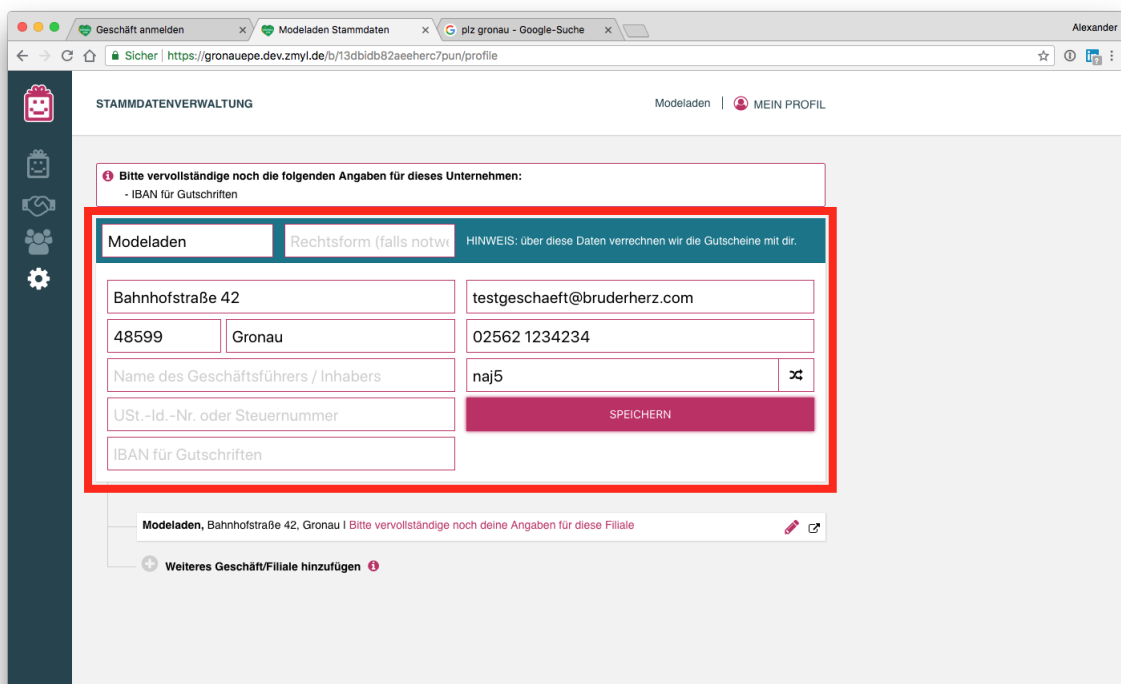 Geschäft anmelden
Modeladen Stammdaten
plz gronau - Google-Suche
Alexander
Sicher | https://gronauepe.dev.zmyl.de/b/13dbidb82aeeherc7pun/profile
STAMMDATENVERWALTUNG
Modeladen | MEIN PROFIL
Bitte vervollständige noch die folgenden Angaben für dieses Unternehmen:
- IBAN für Gutschriften
Modeladen
Rechtsform (falls notwe
HINWEIS: über diese Daten verrechnen wir die Gutscheine mit dir.
Bahnhofstraße 42
testgeschaeft@bruderherz.com
48599 Gronau
02562 1234234
Name des Geschäftsführers / Inhabers
naj5
USt.-Id.-Nr. oder Steuernummer
SPEICHERN
IBAN für Gutschriften
Modeladen, Bahnhofstraße 42, Gronau I Bitte vervollständige noch deine Angaben für diese Filiale
Weiteres Geschäft/Filiale hinzufügen